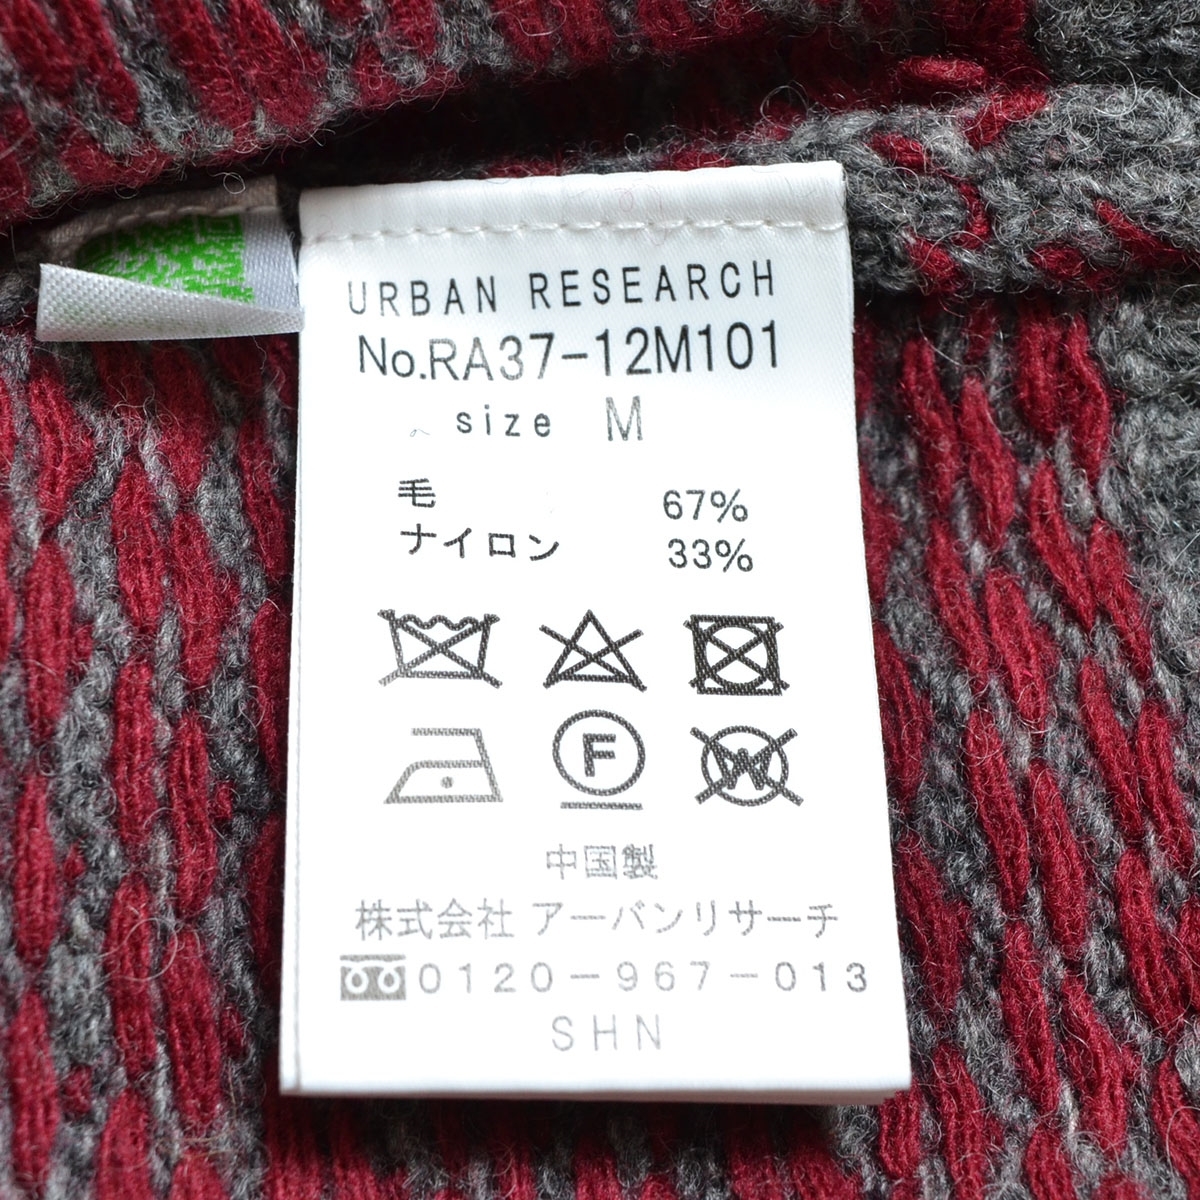 URBAN RESEARCH
No.RA37-12M101
size M
毛 67%
ナイロン 33%
F W
中国製
株式会社 アーバンリサーチ
0120-967-013
SHN